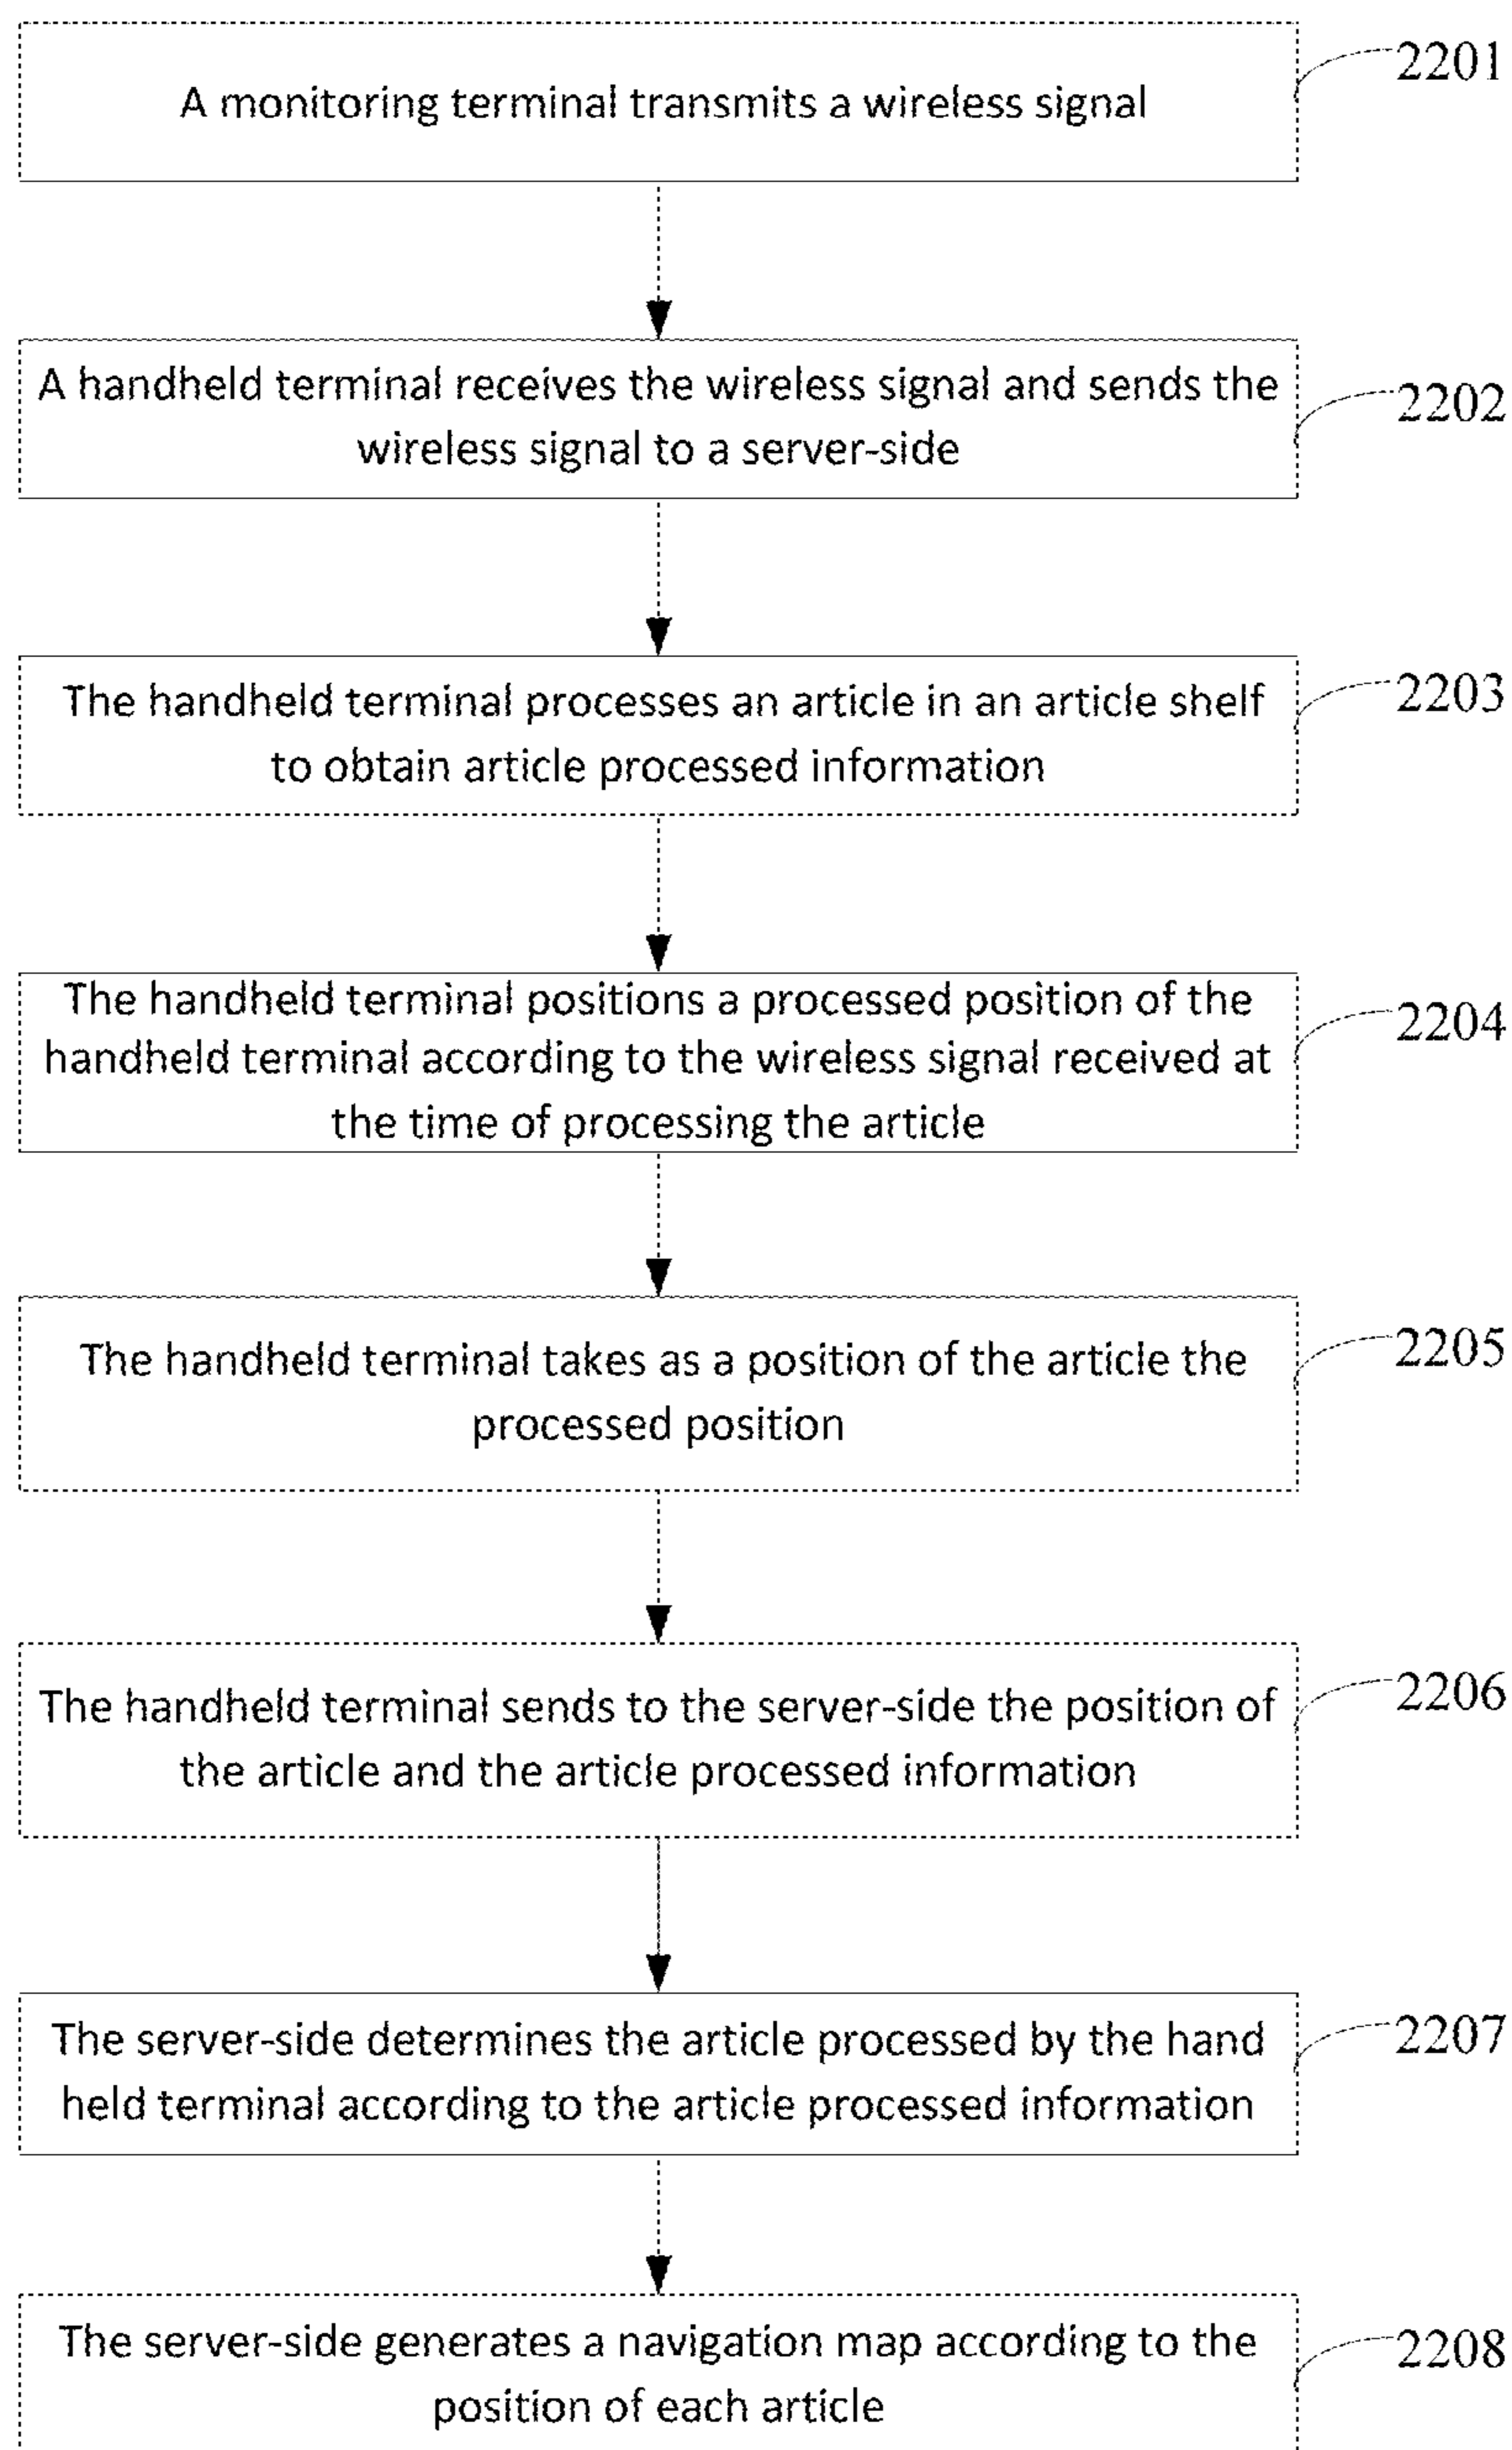 A monitoring terminal transmits a wireless signal
2201
A handheld terminal receives the wireless signal and sends the
wireless signal to a server-side
2202
The handheld terminal processes an article in an article shelf
to obtain article processed information
2203
The handheld terminal positions a processed position of the
handheld terminal according to the wireless signal received at
the time of processing the article
2204
The handheld terminal takes as a position of the article the
processed position
2205
The handheld terminal sends to the server-side the position of
the article and the article processed information
2206
The server-side determines the article processed by the hand
held terminal according to the article processed information
2207
The server-side generates a navigation map according to the
position of each article
2208